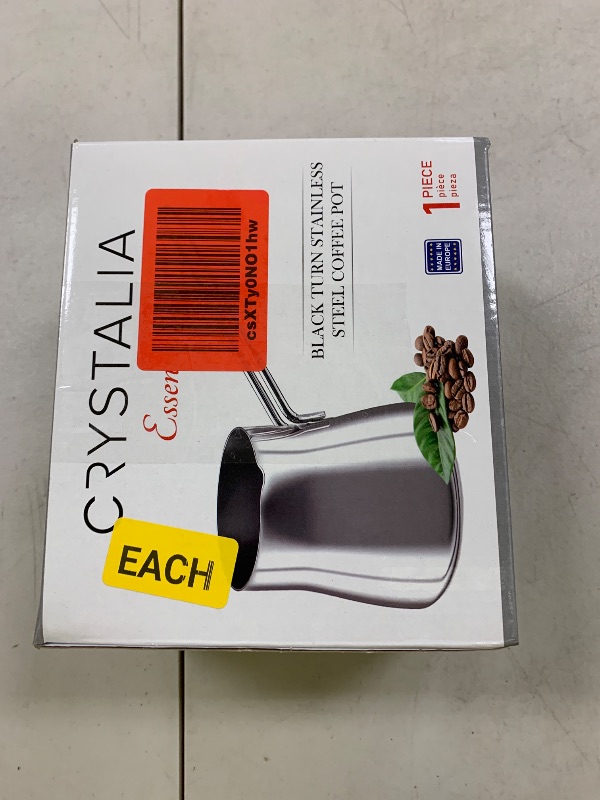 CRYSTALIA
Essen
csXTy0NO1hw
BLACK TURN STAINLESS
STEEL COFFEE POT
1 PIECE
pièce
pieza
MADE IN
EUROPE
EACH